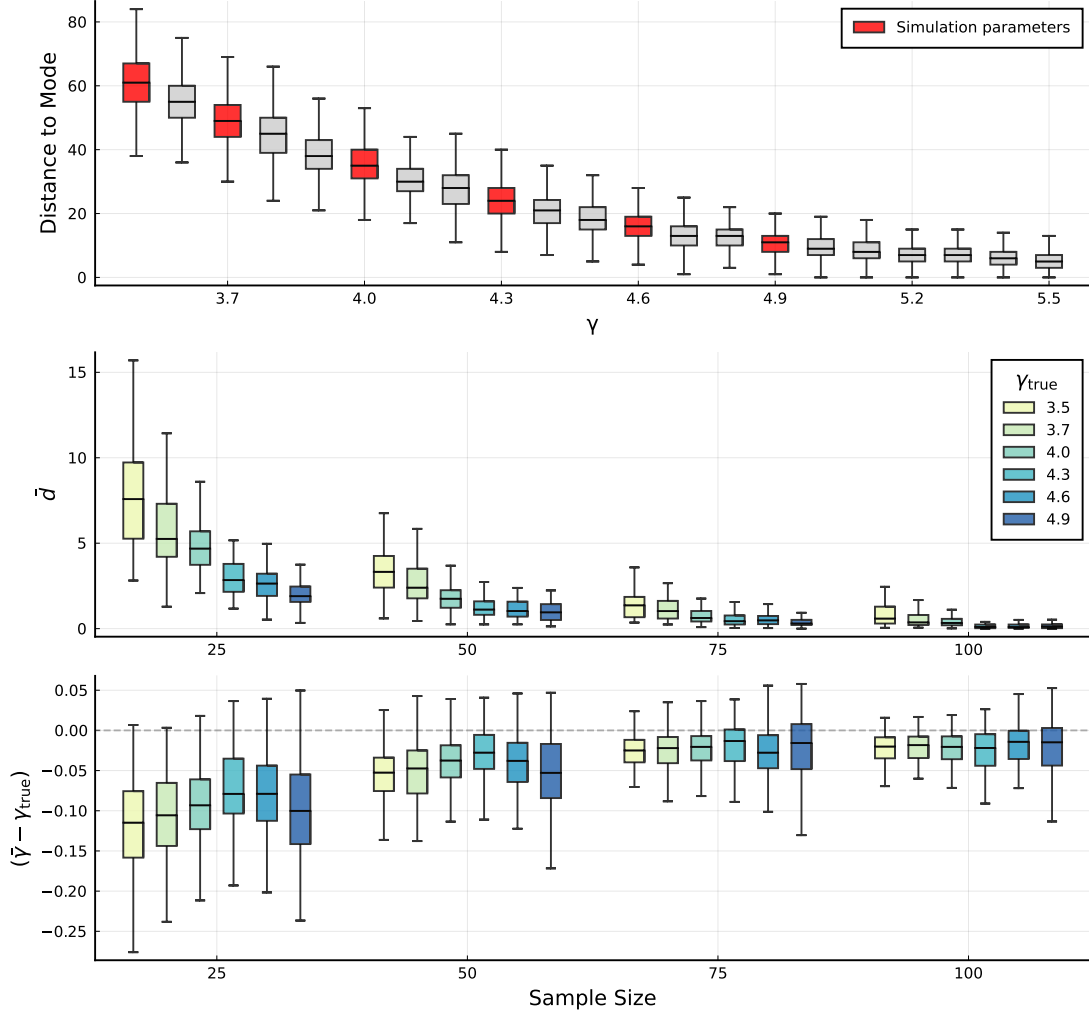 80
60
40
20
0
Distance to Mode
Simulation parameters
3.7 4.0 4.3 4.6 4.9 5.2 5.5
γ
15
10
5
0
d̄
γtrue
3.5
3.7
4.0
4.3
4.6
4.9
25 50 75 100
0.05
0.00
−0.05
−0.10
−0.15
−0.20
−0.25
(γ̄ − γtrue)
25 50 75 100
Sample Size